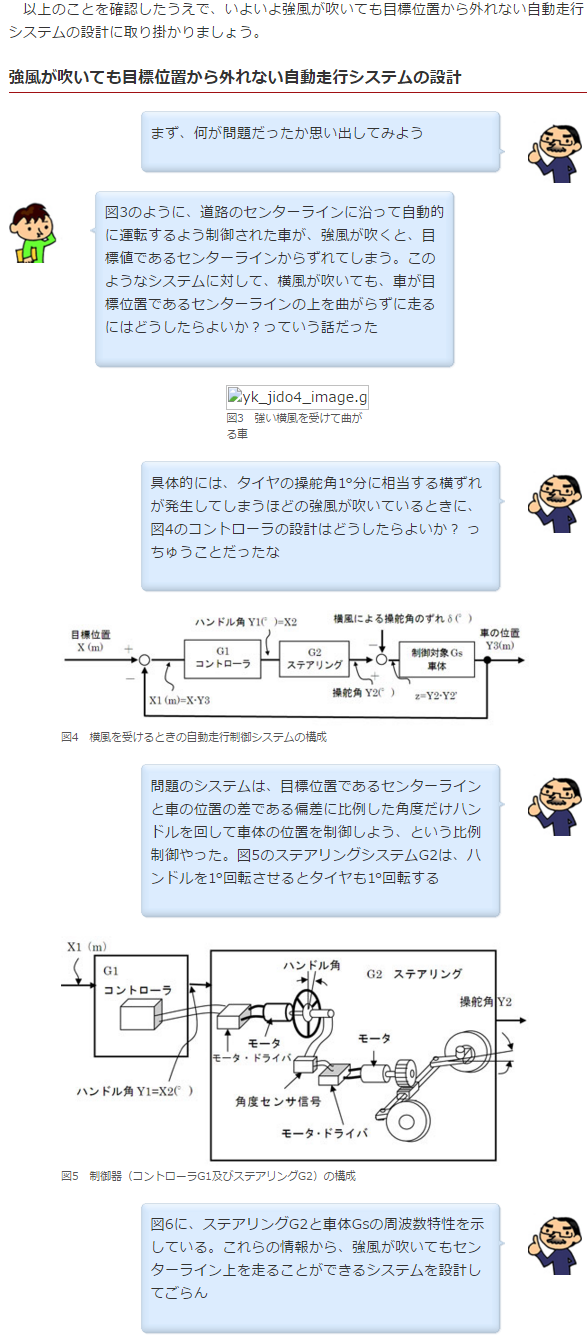 以上のことを確認したうえで、いよいよ強風が吹いても目標位置から外れない自動走行
システムの設計に取り掛かりましょう。
強風が吹いても目標位置から外れない自動走行システムの設計
まず、何が問題だったか思い出してみよう
図3のように、道路のセンターラインに沿って自動的
に運転するよう制御された車が、強風が吹くと、目
標値であるセンターラインからずれてしまう。この
ようなシステムに対して、横風が吹いても、車が目
標位置であるセンターラインの上を曲がらずに走る
にはどうしたらよいか？っていう話だった
yk_jido4_image.g
図3　強い横風を受けて曲が
る車
具体的には、タイヤの操舵角1°分に相当する横ずれ
が発生してしまうほどの強風が吹いているときに、
図4のコントローラの設計はどうしたらよいか？ っ
ちゅうことだったな
目標位置
X (m)
+
−
X1 (m)=X-Y3
ハンドル角 Y1(°)=X2
G1
コントローラ
G2
ステアリング
横風による操舵角のずれ δ(°)
−
+
操舵角 Y2(°)
z=Y2-Y2'
制御対象 Gs
車体
車の位置
Y3(m)
図4　横風を受けるときの自動走行制御システムの構成
問題のシステムは、目標位置であるセンターライン
と車の位置の差である偏差に比例した角度だけハン
ドルを回して車体の位置を制御しよう、という比例
制御やった。図5のステアリングシステムG2は、ハ
ンドルを1°回転させるとタイヤも1°回転する
X1 (m)
G1
コントローラ
ハンドル角 Y1=X2(°)
ハンドル角
G2 ステアリング
モータ
モータ・ドライバ
モータ
角度センサ信号
モータ・ドライバ
操舵角 Y2
図5　制御器（コントローラG1及びステアリングG2）の構成
図6に、ステアリングG2と車体Gsの周波数特性を示
している。これらの情報から、強風が吹いてもセン
ターライン上を走ることができるシステムを設計し
てごらん